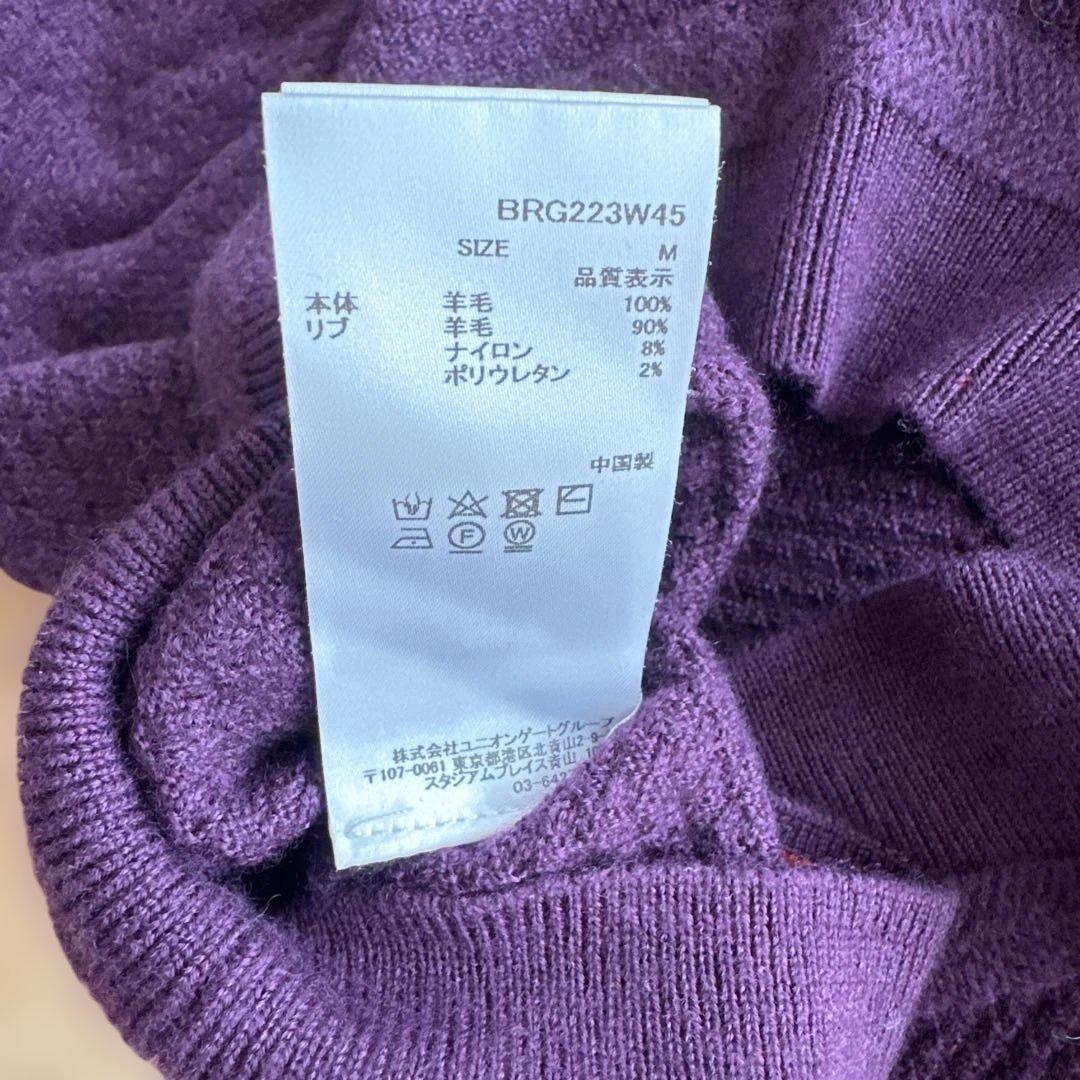 BRG223W45
SIZE M
品質表示
本体 羊毛 100%
リブ 羊毛 90%
ナイロン 8%
ポリウレタン 2%
中国製
F W
株式会社ユニオンゲートグループ
〒107-0061 東京都港区北青山2-9
スタジアムプレイス青山